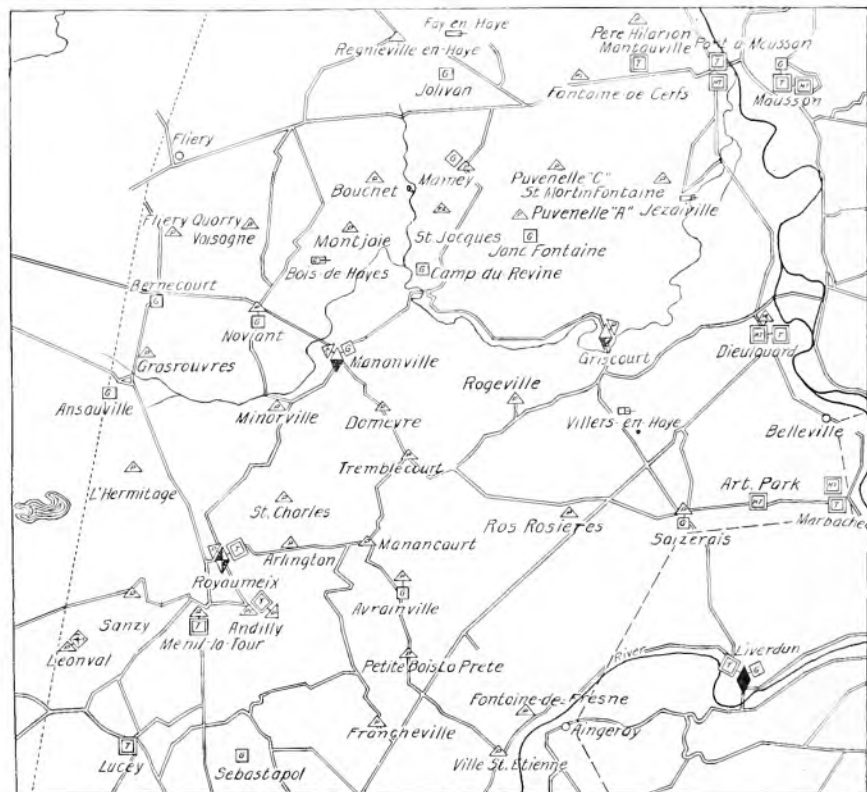 Fay en Haye
Regnieville en-Haye
Pere Hilarion
Montauville
Pont a Mousson
Jolivan
Fontaine de Cerfs
Mousson
Fliery
Mamey
Bouchet
Puvenelle "C"
St Martin Fontaine
Jezaiville
Fliery Quarry
Voisogne
Montjoie
St. Jacques
Puvenelle "A"
Jonc Fontaine
Bois-de Hayes
Camp du Revine
Bernecourt
Noviant
Mananville
Griscourt
Dieulouard
Grosrouvres
Ansauville
Minorville
Domevre
Rogeville
Villers-en-Haye
Belleville
Tremblecourt
L'Hermitage
St. Charles
Ros Rosieres
Art. Park
Marbache
Saizerais
Arlington
Manancourt
Royaumeix
Avrainville
Sanzy
Andilly
Menil-la-Tour
Leonval
Petite Bois La Prete
River
Liverdun
Fontaine-de-Fresne
Aingeray
Francheville
Lucey
Sebastapol
Ville St. Etienne